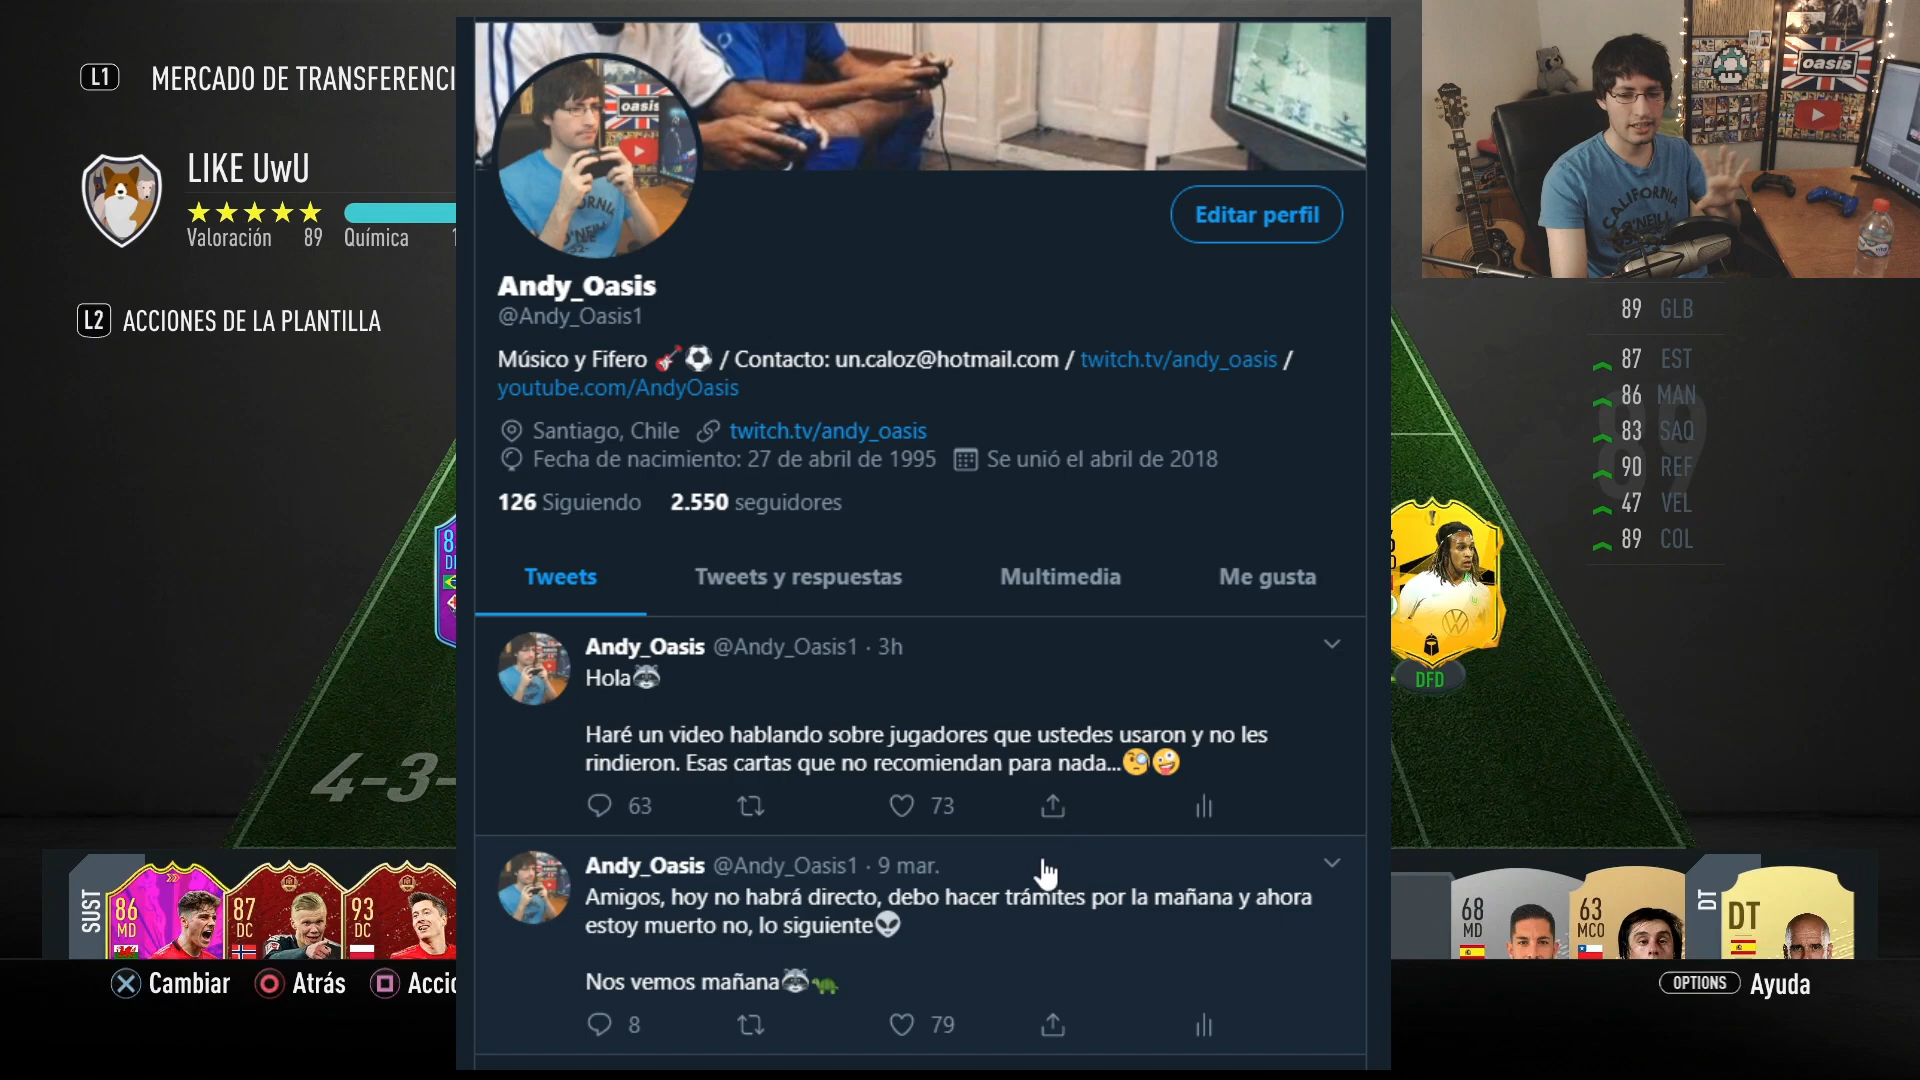 L1 MERCADO DE TRANSFERENCI
LIKE UwU
Valoración 89 Química
L2 ACCIONES DE LA PLANTILLA
4-3-
oasis
Editar perfil
Andy_Oasis
@Andy_Oasis1
Músico y Fifero 🎸⚽ / Contacto: un.caloz@hotmail.com / twitch.tv/andy_oasis /
youtube.com/AndyOasis
Santiago, Chile twitch.tv/andy_oasis
Fecha de nacimiento: 27 de abril de 1995 Se unió el abril de 2018
126 Siguiendo 2.550 seguidores
Tweets Tweets y respuestas Multimedia Me gusta
Andy_Oasis @Andy_Oasis1 · 3h
Hola🦝
Haré un video hablando sobre jugadores que ustedes usaron y no les
rindieron. Esas cartas que no recomiendan para nada...🧐🤪
63 73
Andy_Oasis @Andy_Oasis1 · 9 mar.
Amigos, hoy no habrá directo, debo hacer trámites por la mañana y ahora
estoy muerto no, lo siguiente👽
Nos vemos mañana🦝🐢
8 79
oasis
CALIFORNIA
O'NEILL
89 GLB
87 EST
86 MAN
83 SAQ
90 REF
47 VEL
89 COL
89
DFD
SUST
86
MD
87
DC
93
DC
68
MD
63
MCO
DT
DT
Cambiar Atrás Accio
OPTIONS Ayuda